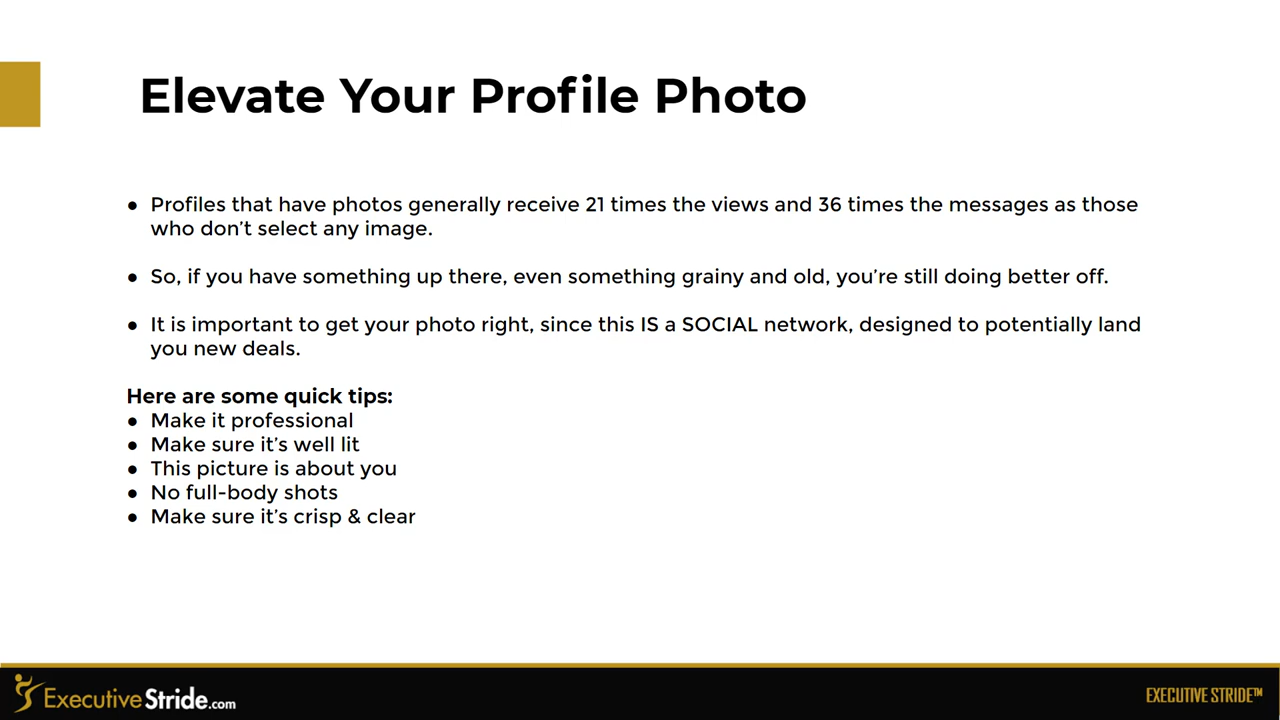 Elevate Your Profile Photo
● Profiles that have photos generally receive 21 times the views and 36 times the messages as those
who don’t select any image.
● So, if you have something up there, even something grainy and old, you’re still doing better off.
● It is important to get your photo right, since this IS a SOCIAL network, designed to potentially land
you new deals.
Here are some quick tips:
● Make it professional
● Make sure it’s well lit
● This picture is about you
● No full-body shots
● Make sure it’s crisp & clear
ExecutiveStride.com
EXECUTIVE STRIDE™